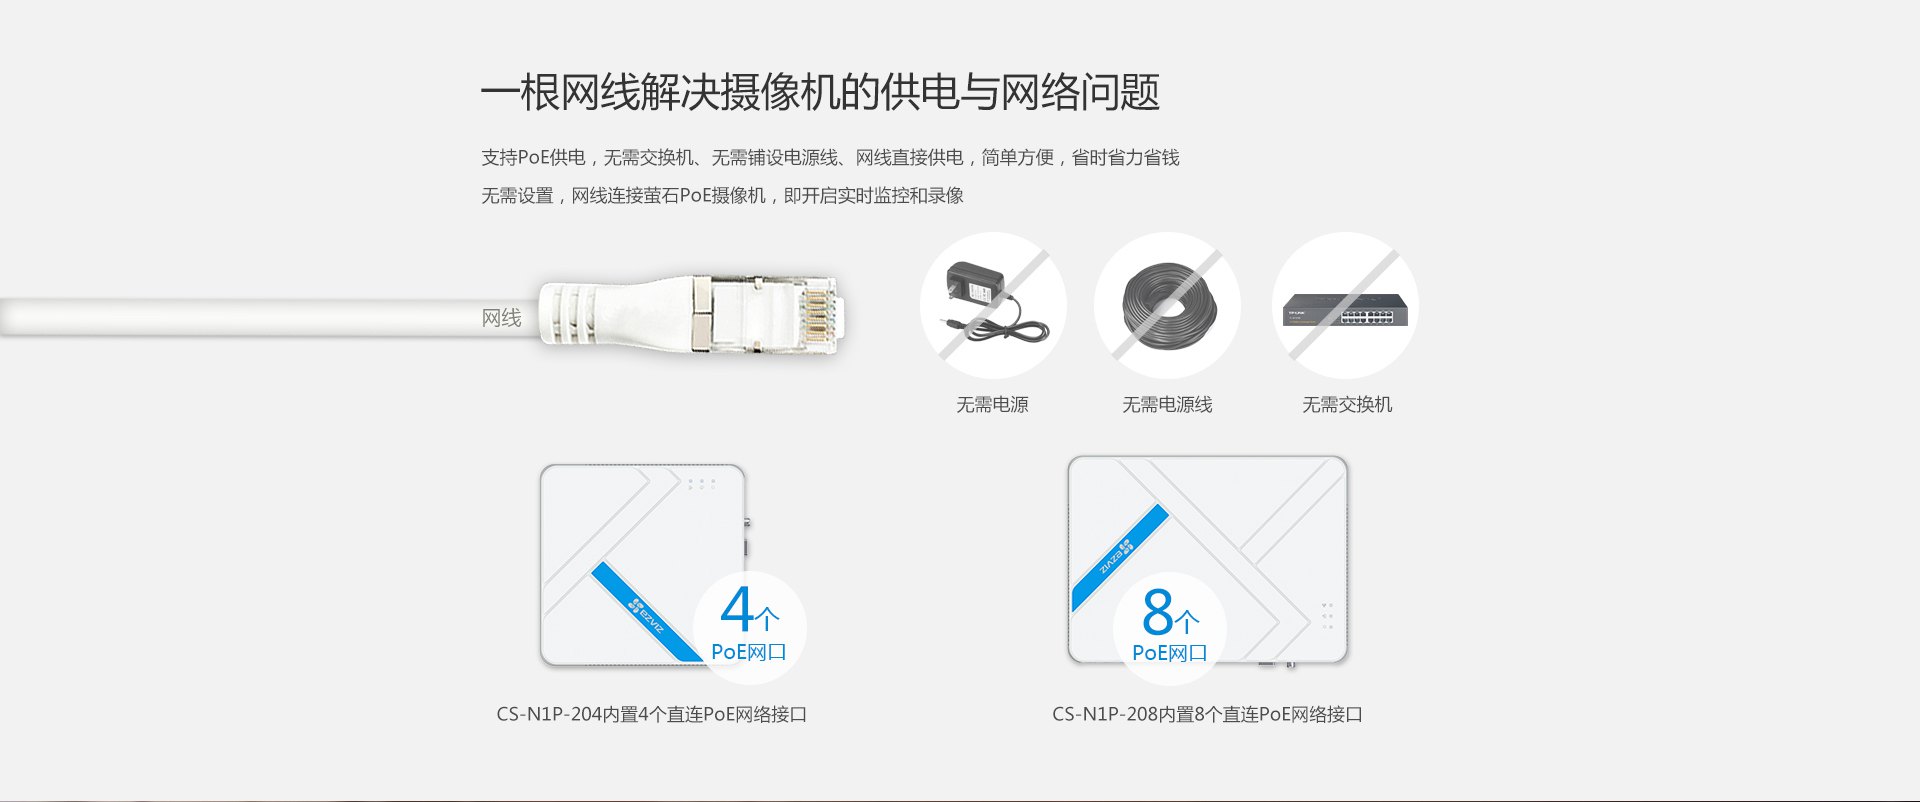 一根网线解决摄像机的供电与网络问题
支持PoE供电，无需交换机、无需铺设电源线、网线直接供电，简单方便，省时省力省钱
无需设置，网线连接萤石PoE摄像机，即开启实时监控和录像
网线
TP-LINK
无需电源
无需电源线
无需交换机
ezviz
4个
PoE网口
ezviz
8个
PoE网口
CS-N1P-204内置4个直连PoE网络接口
CS-N1P-208内置8个直连PoE网络接口